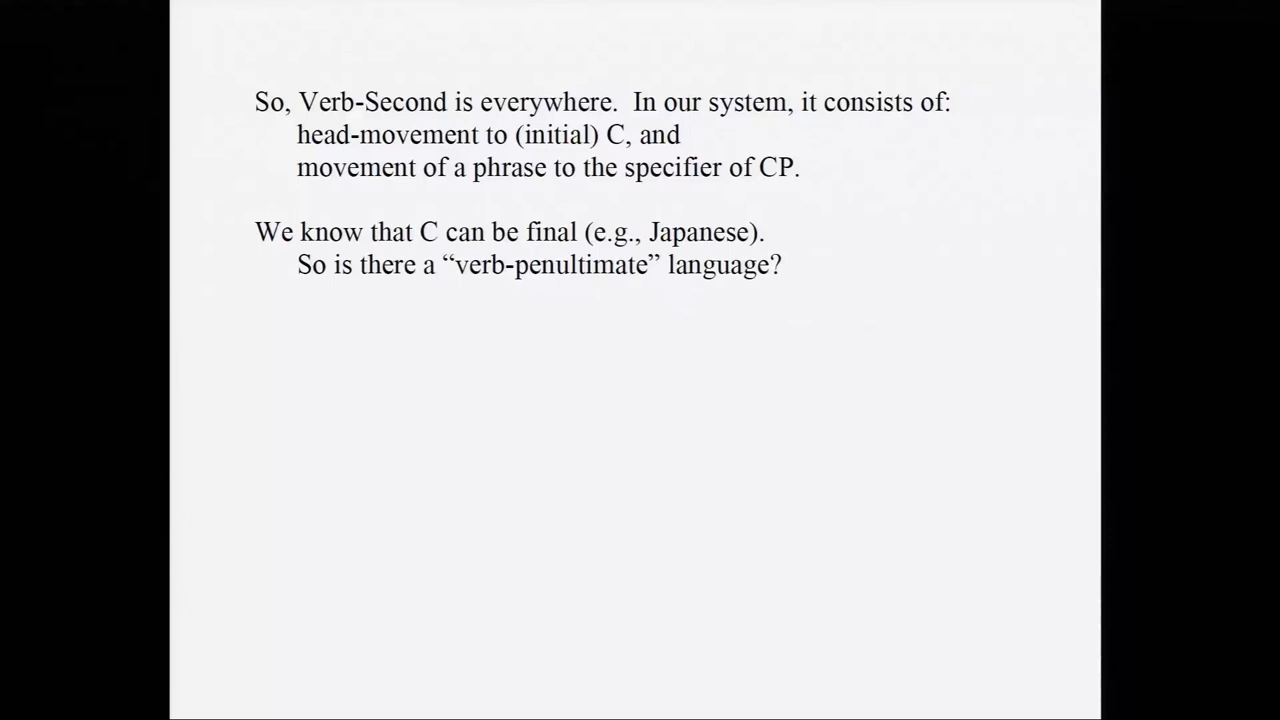 So, Verb-Second is everywhere.  In our system, it consists of:
head-movement to (initial) C, and
movement of a phrase to the specifier of CP.
We know that C can be final (e.g., Japanese).
So is there a “verb-penultimate” language?